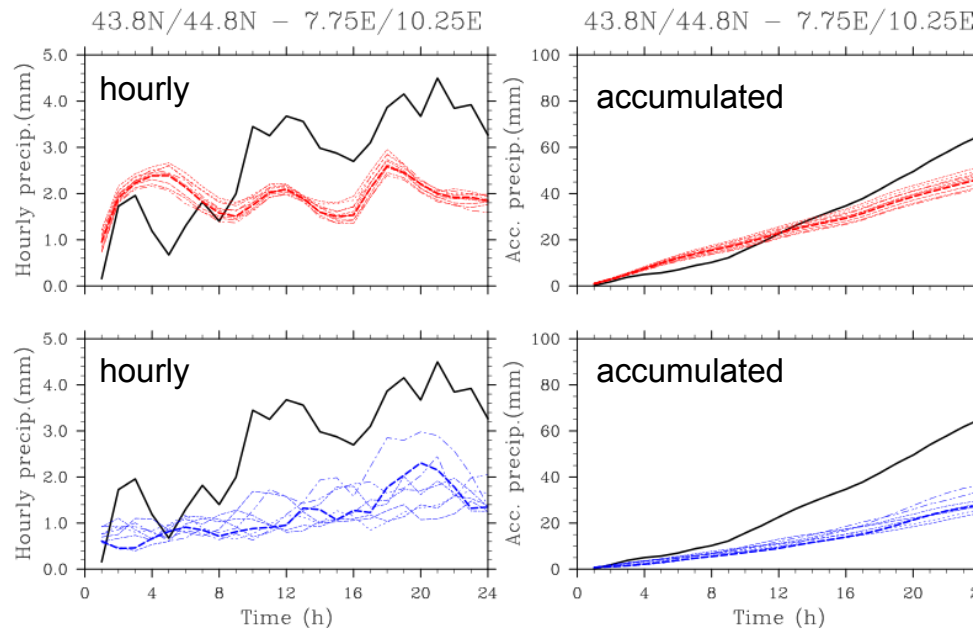 43.8N/44.8N – 7.75E/10.25E
43.8N/44.8N – 7.75E/10.25E
hourly
Hourly precip.(mm)
5.0
4.0
3.0
2.0
1.0
0.0
0 4 8 12 16 20 24
accumulated
Acc. precip.(mm)
100
80
60
40
20
0
0 4 8 12 16 20 2
hourly
Hourly precip.(mm)
5.0
4.0
3.0
2.0
1.0
0.0
0 4 8 12 16 20 24
Time (h)
accumulated
Acc. precip.(mm)
100
80
60
40
20
0
0 4 8 12 16 20 2
Time (h)